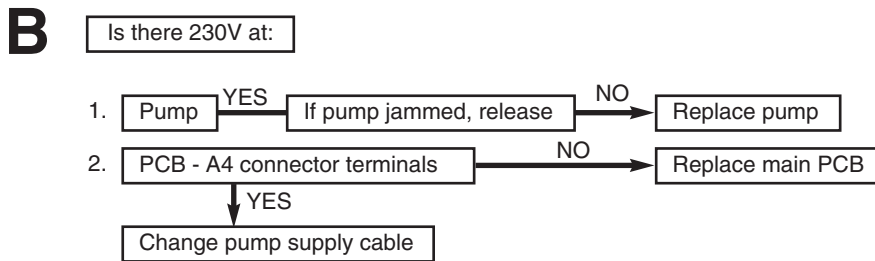 B Is there 230V at:
1. Pump YES If pump jammed, release NO Replace pump
2. PCB - A4 connector terminals NO Replace main PCB
YES
Change pump supply cable